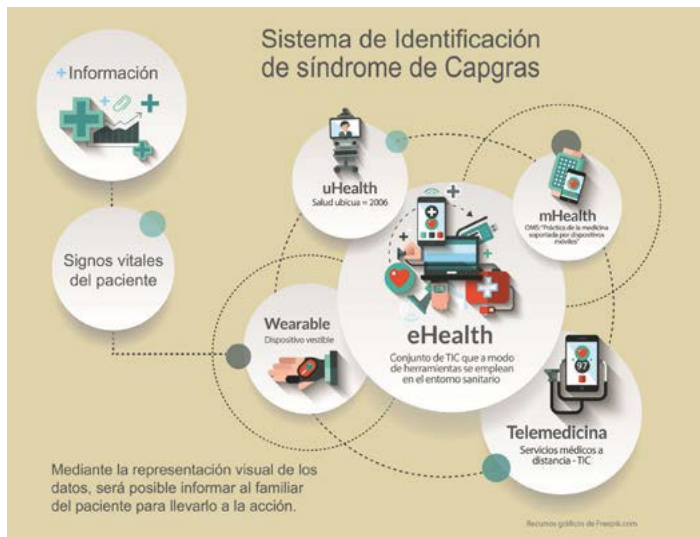 Sistema de Identificación
de síndrome de Capgras
+Información
Signos vitales
del paciente
uHealth
Salud ubicua = 2006
mHealth
OMS: "Práctica de la medicina
soportada por dispositivos
móviles"
eHealth
Conjunto de TIC que a modo
de herramientas se emplean
en el entorno sanitario
Wearable
Dispositivo vestible
97
Telemedicina
Servicios médicos a
distancia - TIC
Mediante la representación visual de los
datos, será posible informar al familiar
del paciente para llevarlo a la acción.
Recursos gráficos de Freepik.com